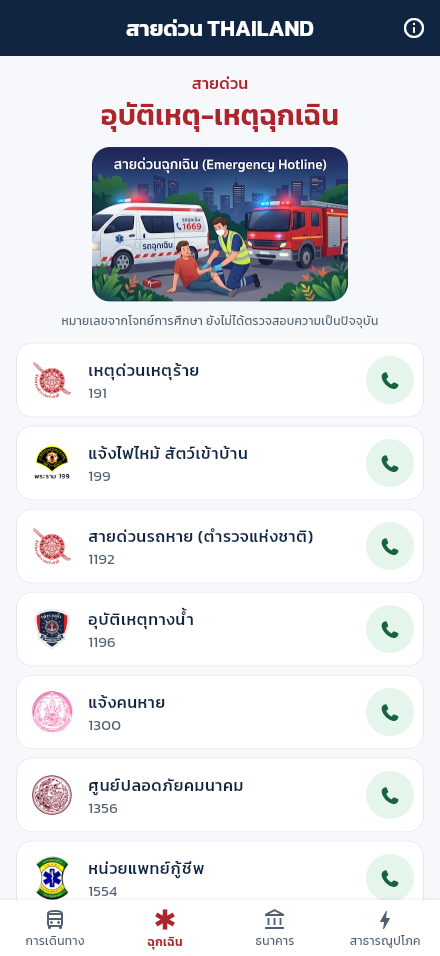 สายด่วน THAILAND
สายด่วน
อุบัติเหตุ-เหตุฉุกเฉิน
สายด่วนฉุกเฉิน (Emergency Hotline)
รถฉุกเฉิน
1669
รถฉุกเฉิน
หมายเลขจากโจทย์การศึกษา ยังไม่ได้ตรวจสอบความเป็นปัจจุบัน
เหตุด่วนเหตุร้าย
191
แจ้งไฟไหม้ สัตว์เข้าบ้าน
199
พระราม 199
สายด่วนรถหาย (ตำรวจแห่งชาติ)
1192
อุบัติเหตุทางน้ำ
1196
แจ้งคนหาย
1300
ศูนย์ปลอดภัยคมนาคม
1356
หน่วยแพทย์กู้ชีพ
1554
การเดินทาง
ฉุกเฉิน
ธนาคาร
สาธารณูปโภค